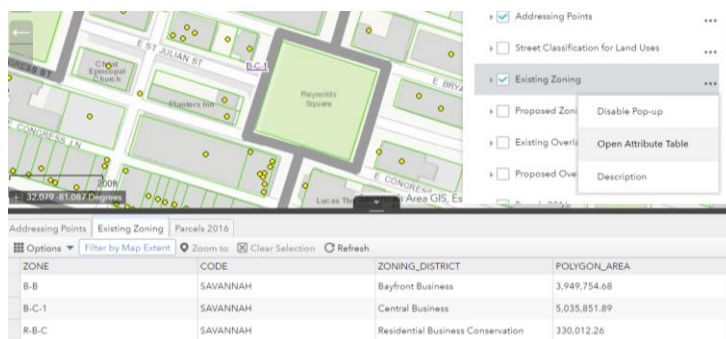 Addressing Points
Street Classification for Land Uses
Existing Zoning
Proposed Zoni
Disable Pop-up
Existing Overla
Open Attribute Table
Proposed Ove
Description
E ST JULIAN ST
Christ
Episcopal
Church
B-C-1
Planters Inn
Reynolds
Square
E BRYA
CONGRESS ST
E CONGRESS LN
E CONGRESS
200ft
32.079 -81.087 Degrees
Lucas The
Savannah Area GIS, Es
Addressing Points Existing Zoning Parcels 2016
Options Filter by Map Extent Zoom to Clear Selection Refresh
ZONE CODE ZONING_DISTRICT POLYGON_AREA
B-B SAVANNAH Bayfront Business 3,949,754.68
B-C-1 SAVANNAH Central Business 5,035,851.89
R-B-C SAVANNAH Residential Business Conservation 330,012.26